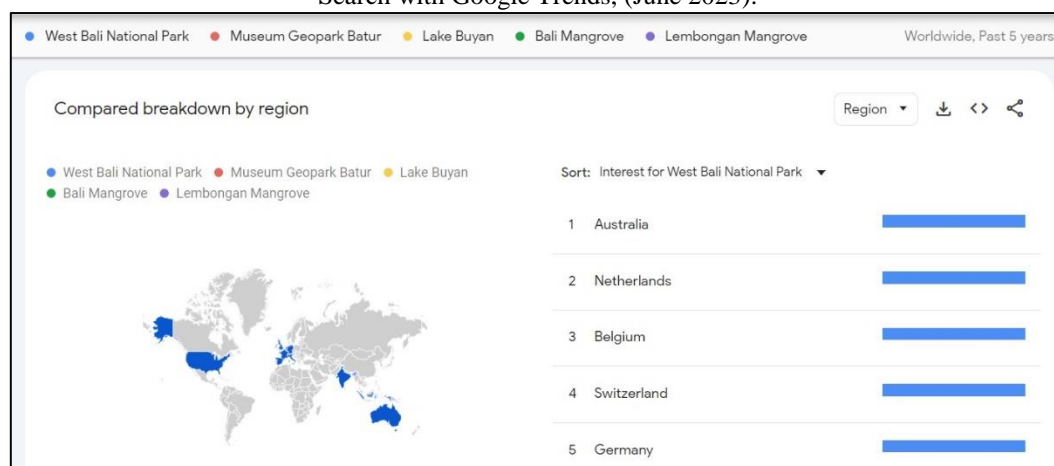 Search with Google Trends, (June 2023).
West Bali National Park Museum Geopark Batur Lake Buyan Bali Mangrove Lembongan Mangrove Worldwide, Past 5 years
Compared breakdown by region Region
West Bali National Park Museum Geopark Batur Lake Buyan
Bali Mangrove Lembongan Mangrove
Sort: Interest for West Bali National Park
1 Australia
2 Netherlands
3 Belgium
4 Switzerland
5 Germany